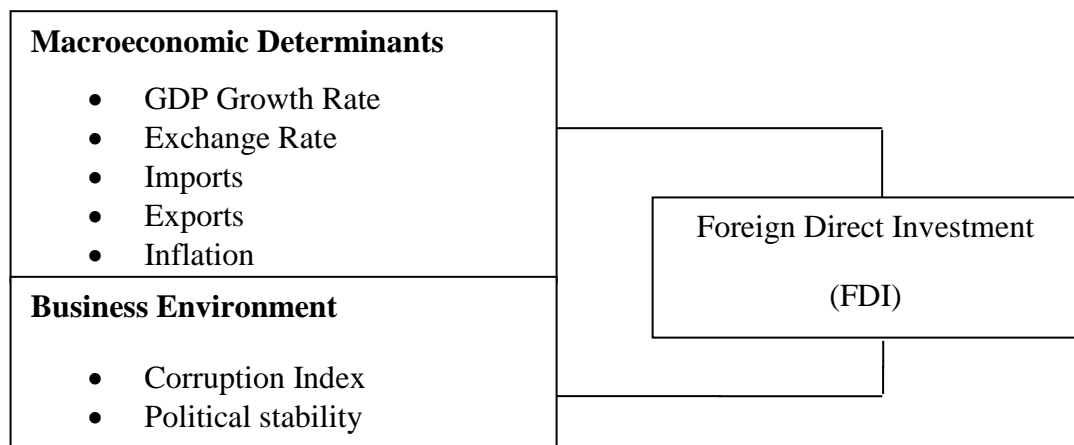 Macroeconomic Determinants
• GDP Growth Rate
• Exchange Rate
• Imports
• Exports
• Inflation
Business Environment
• Corruption Index
• Political stability
Foreign Direct Investment
(FDI)